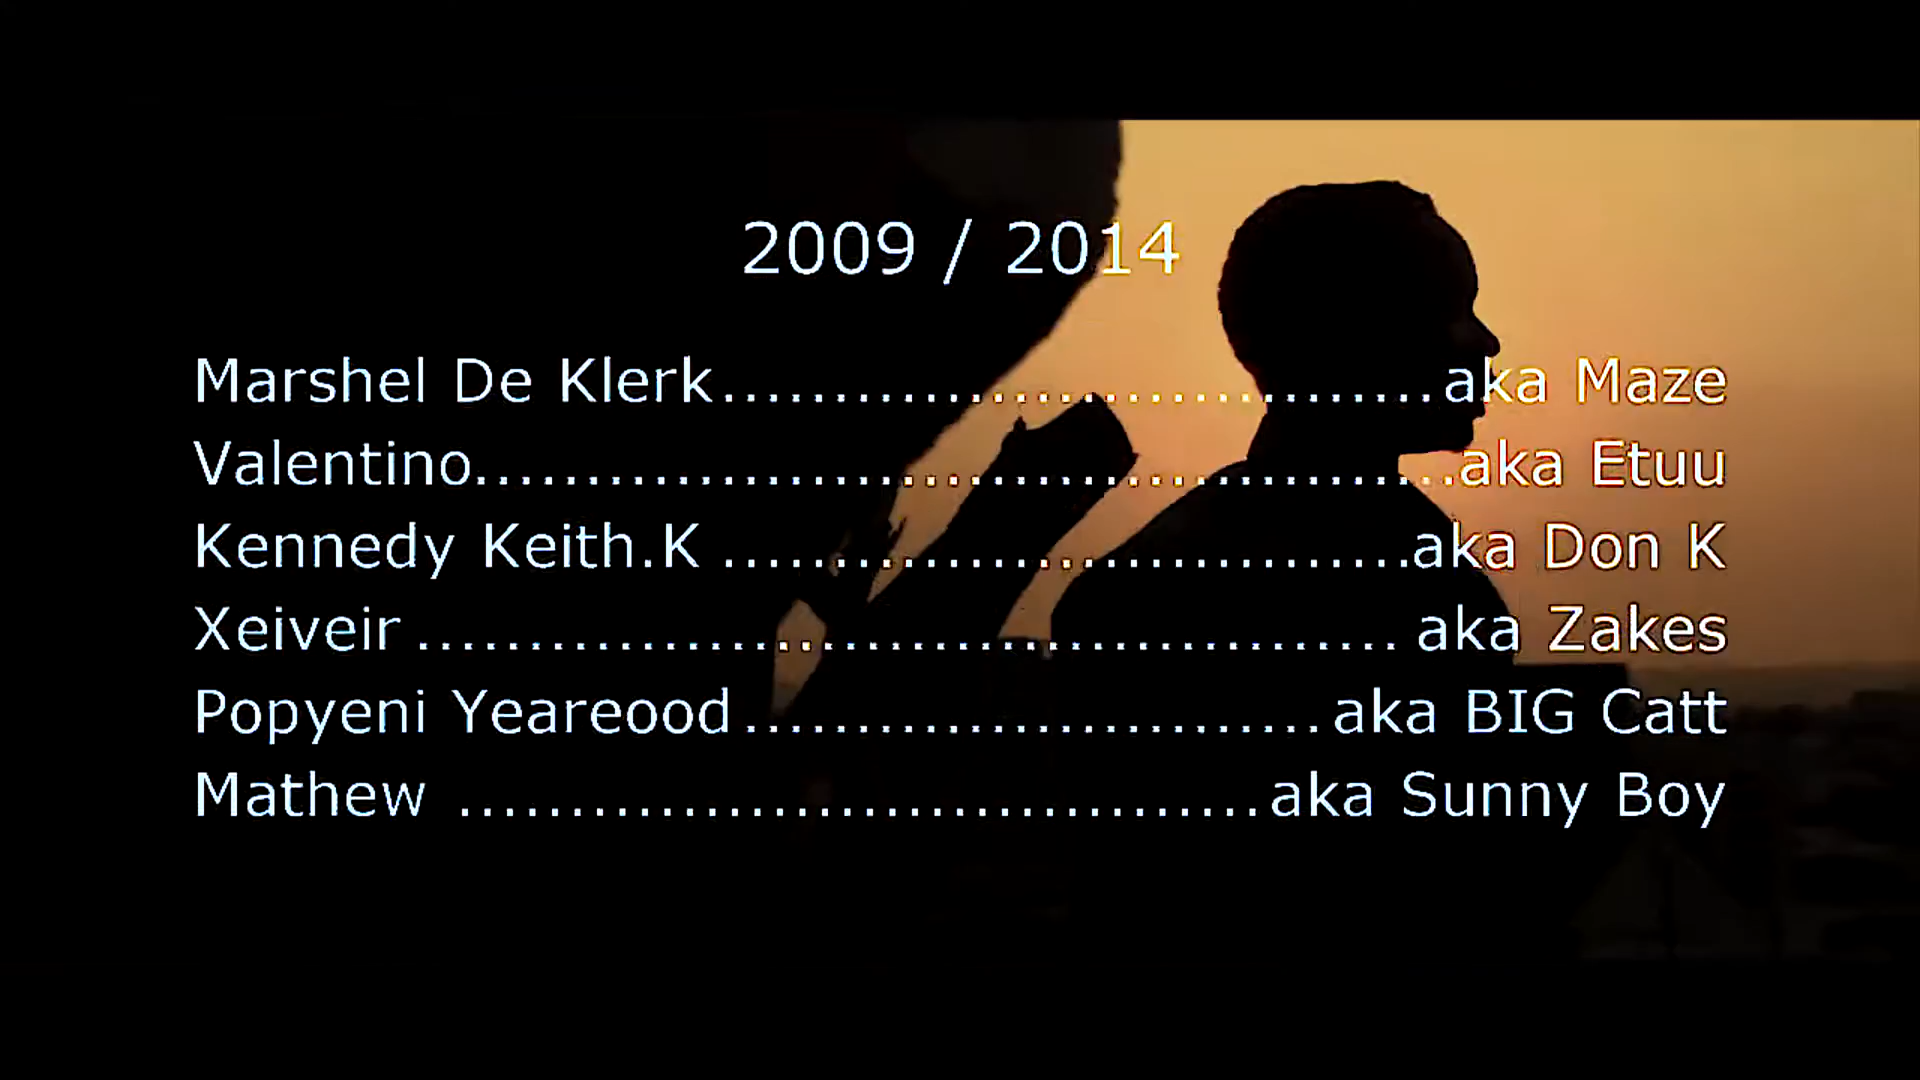 2009 / 2014
Marshel De Klerk................................aka Maze
Valentino............................................aka Etuu
Kennedy Keith.K ...............................aka Don K
Xeiveir ............................................ aka Zakes
Popyeni Yeareood..........................aka BIG Catt
Mathew ....................................aka Sunny Boy